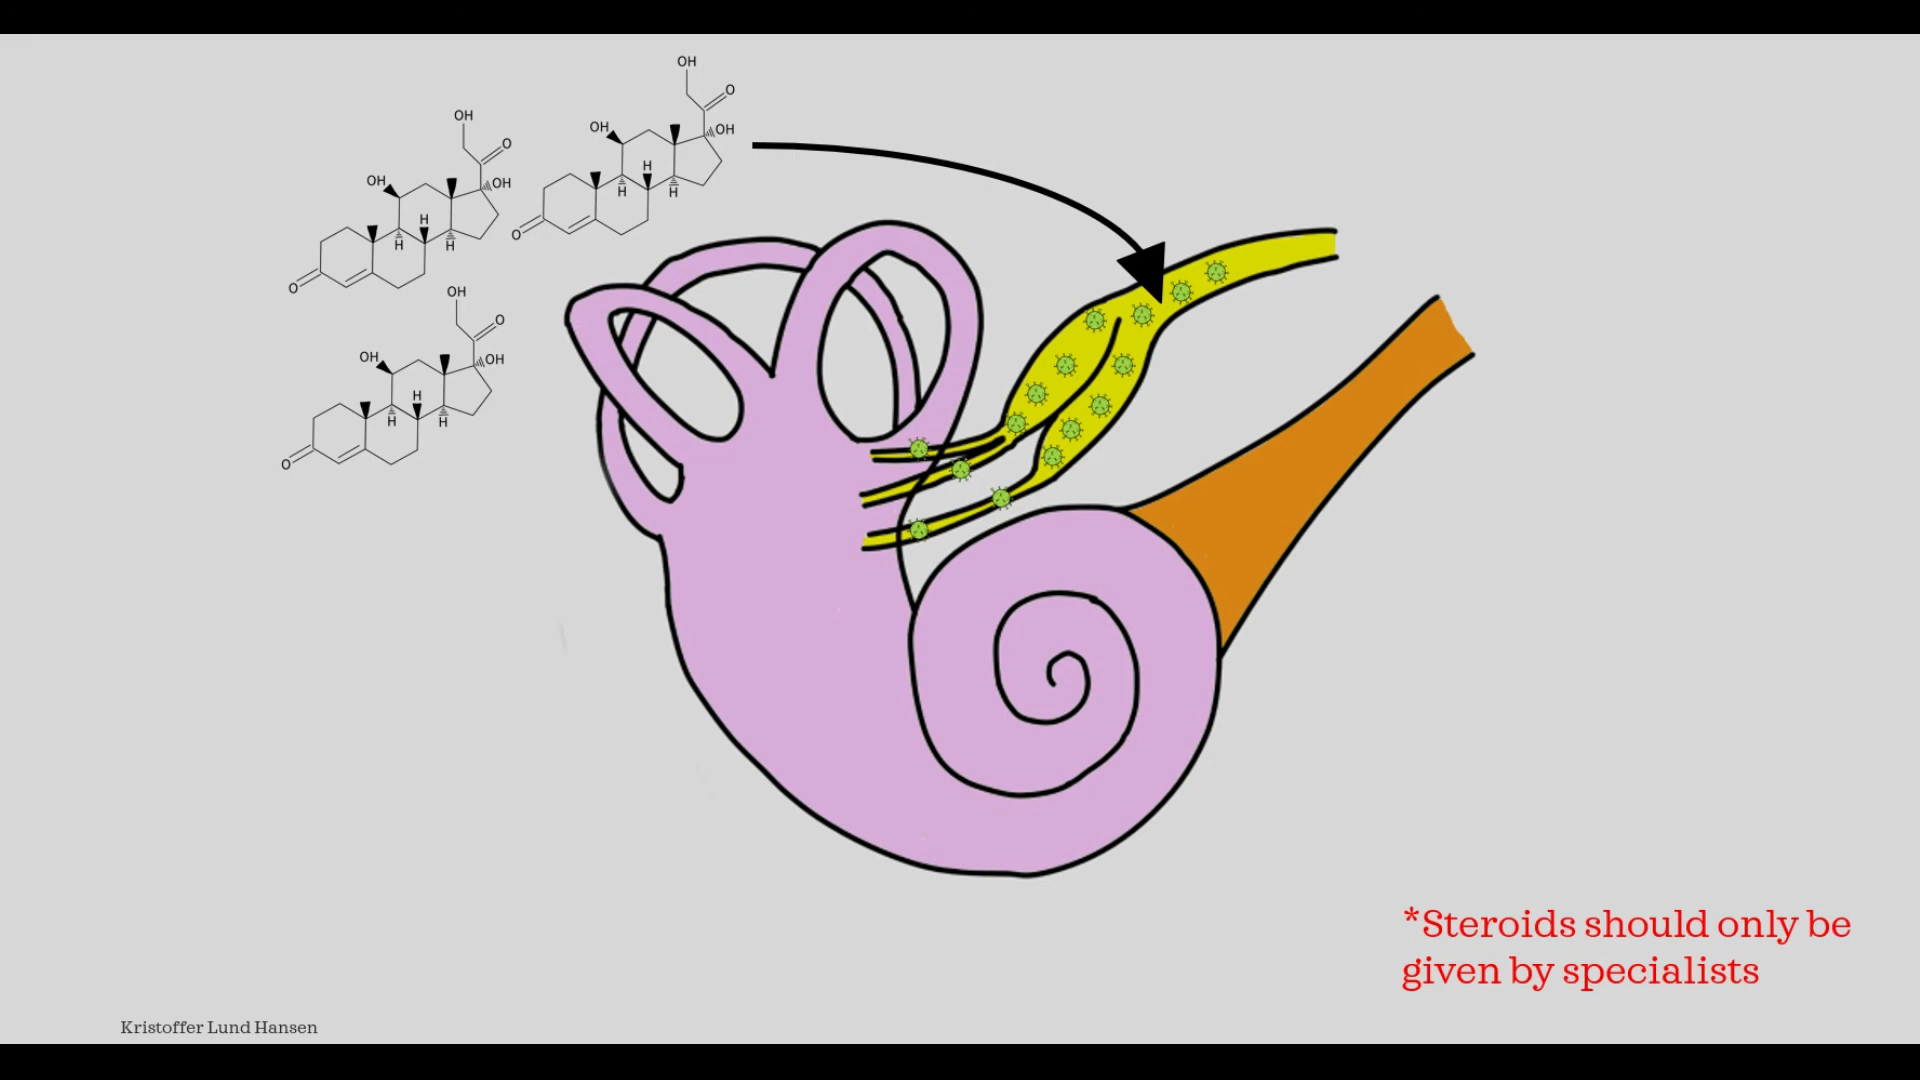 OH
O
OH
OH
H
H
H
O
OH
O
OH
OH
H
H
H
O
OH
O
OH
OH
H
H
H
O
*Steroids should only be
given by specialists
Kristoffer Lund Hansen